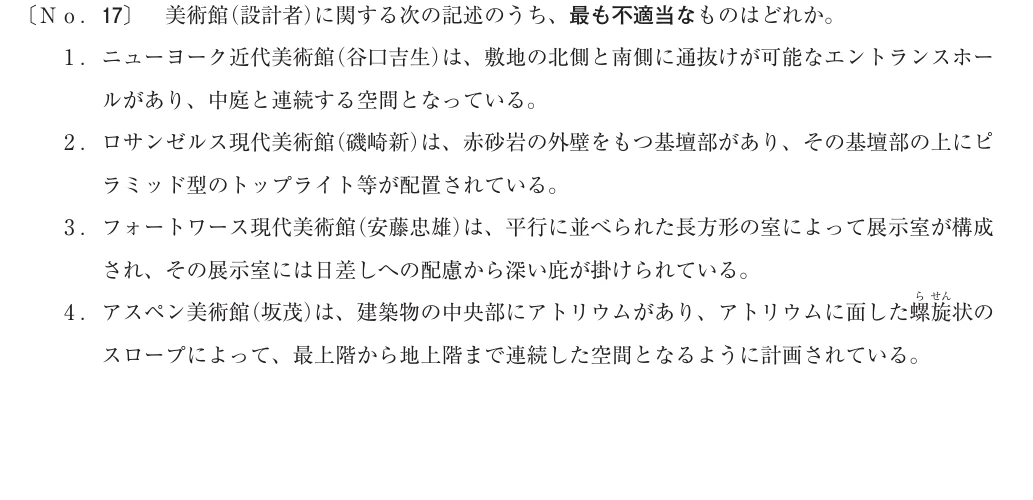 〔Ｎｏ．17〕　美術館(設計者)に関する次の記述のうち、最も不適当なものはどれか。
１．ニューヨーク近代美術館(谷口吉生)は、敷地の北側と南側に通抜けが可能なエントランスホー
ルがあり、中庭と連続する空間となっている。
２．ロサンゼルス現代美術館(磯崎新)は、赤砂岩の外壁をもつ基壇部があり、その基壇部の上にピ
ラミッド型のトップライト等が配置されている。
３．フォートワース現代美術館(安藤忠雄)は、平行に並べられた長方形の室によって展示室が構成
され、その展示室には日差しへの配慮から深い庇が掛けられている。
らせん
４．アスペン美術館(坂茂)は、建築物の中央部にアトリウムがあり、アトリウムに面した螺旋状の
スロープによって、最上階から地上階まで連続した空間となるように計画されている。